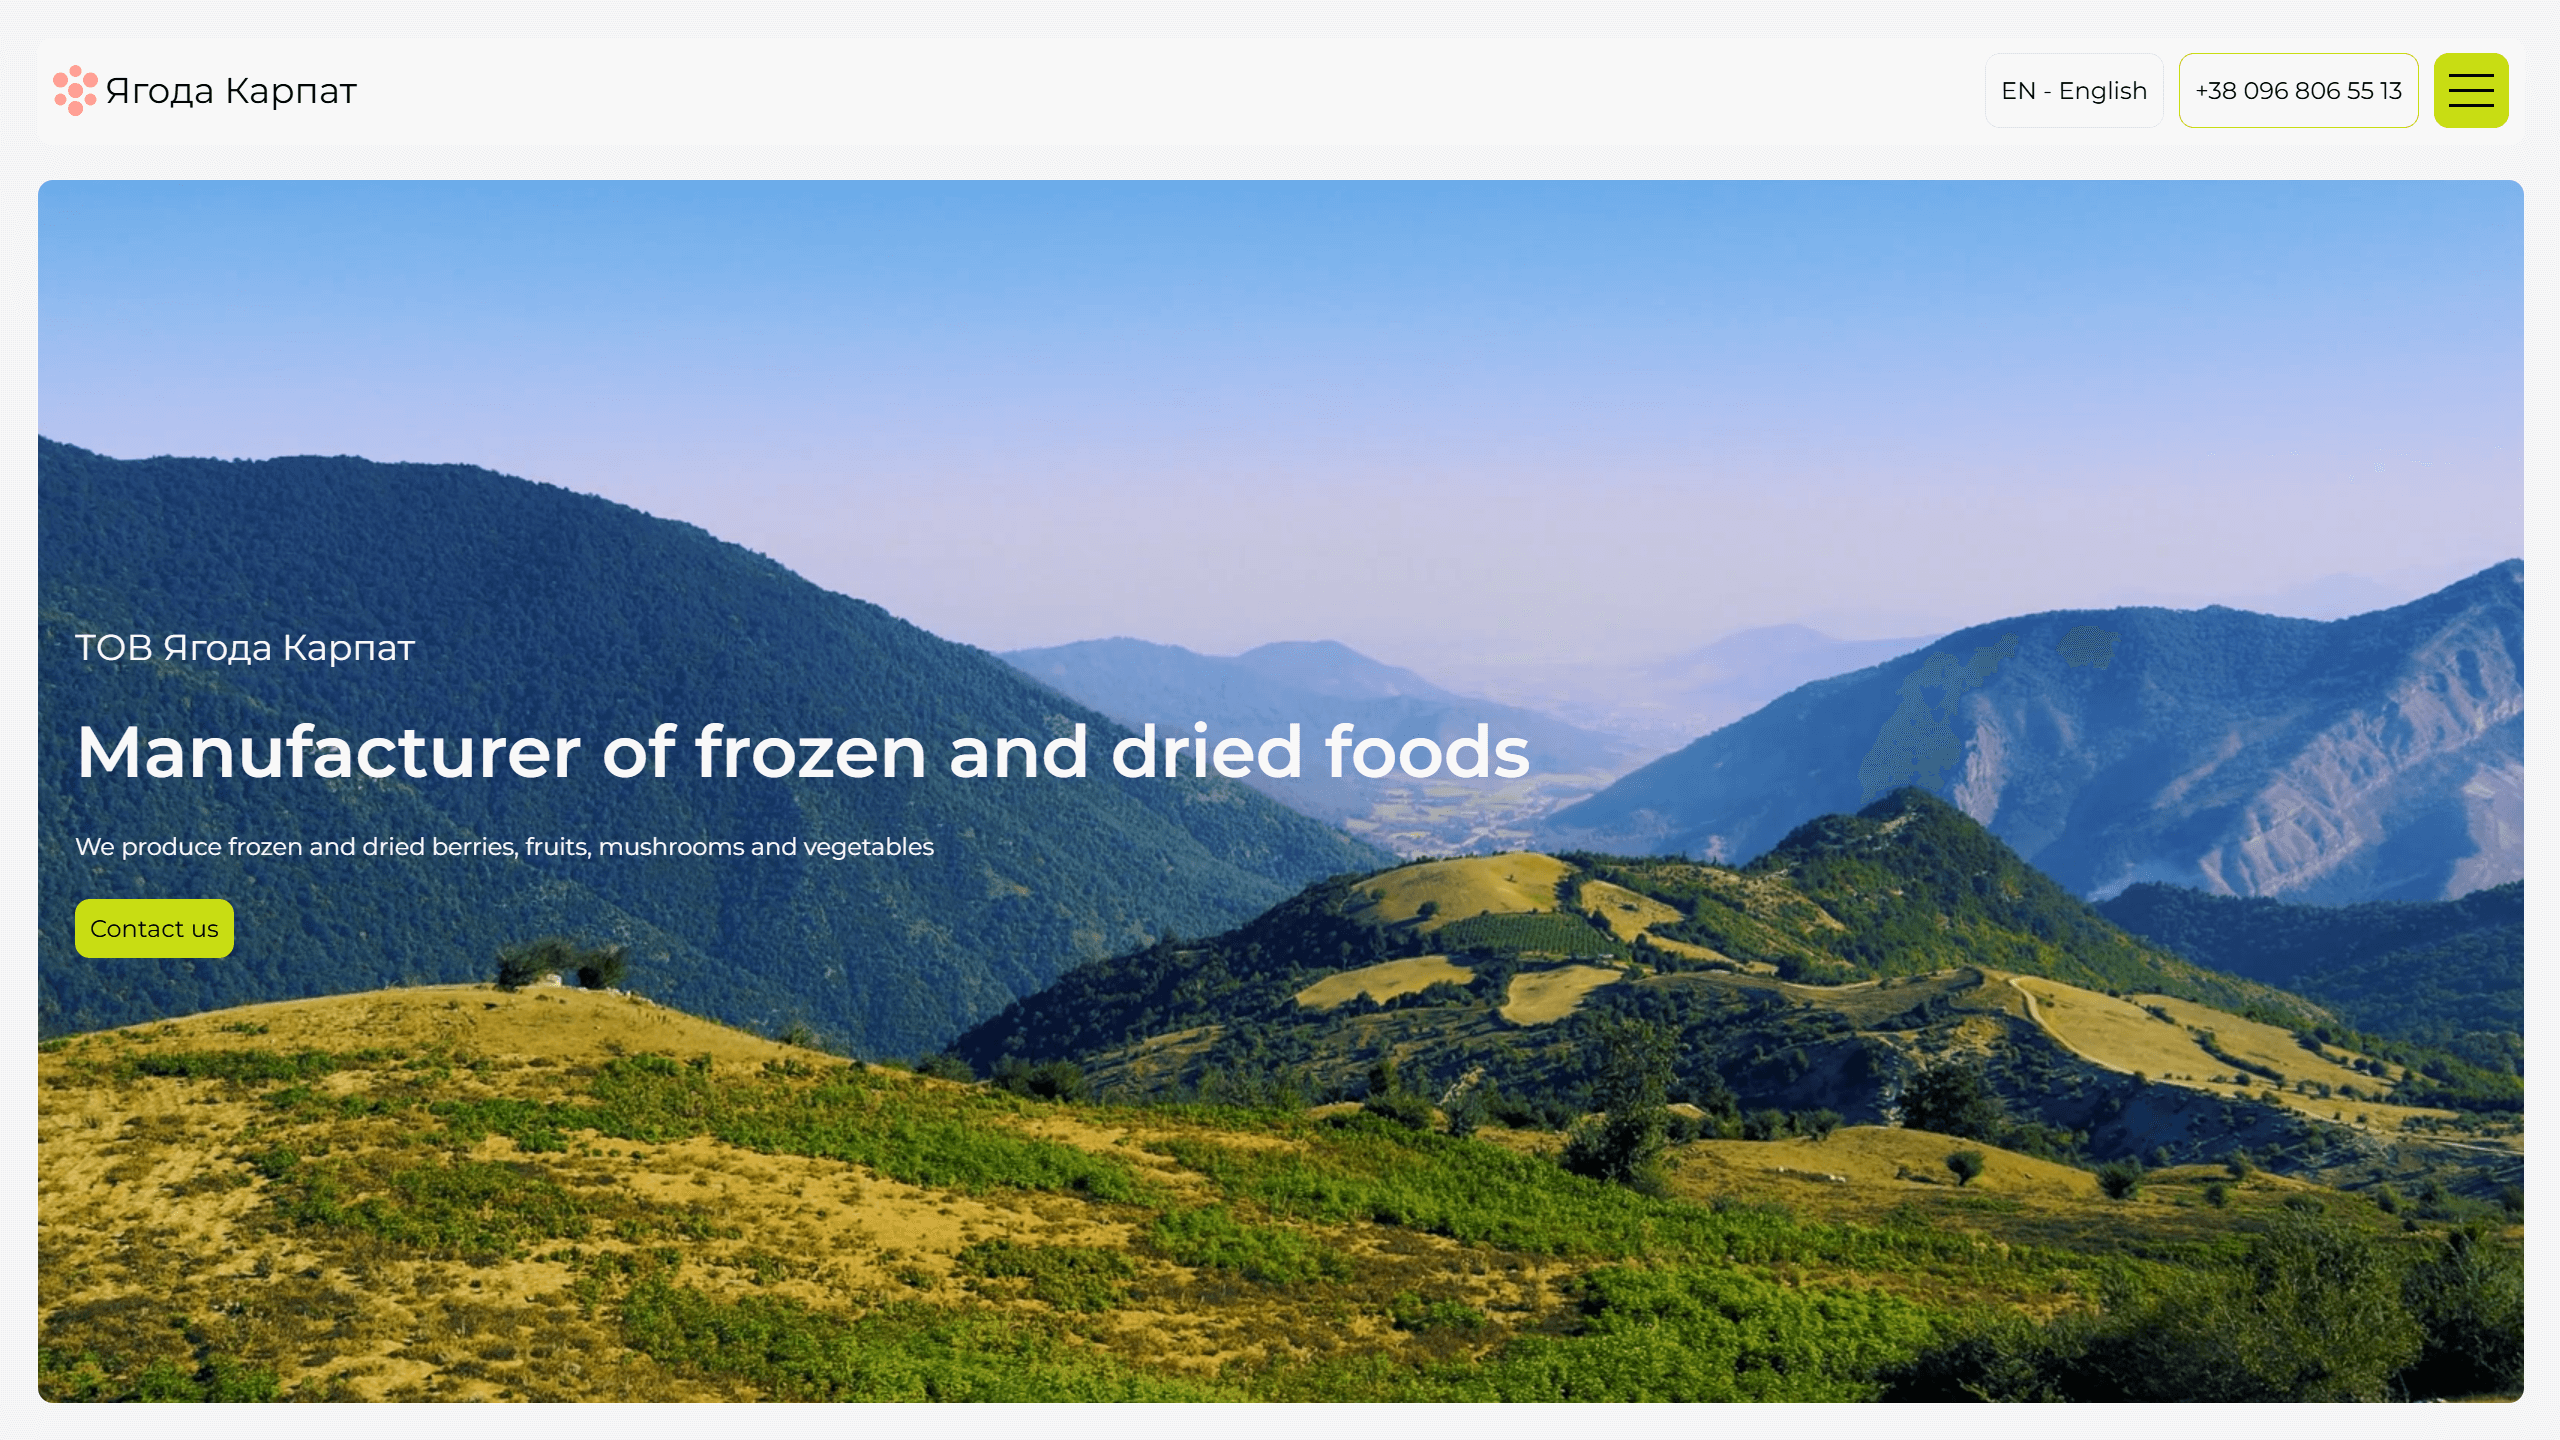 Ягода Карпат
EN - English
+38 096 806 55 13
ТОВ Ягода Карпат
Manufacturer of frozen and dried foods
We produce frozen and dried berries, fruits, mushrooms and vegetables
Contact us